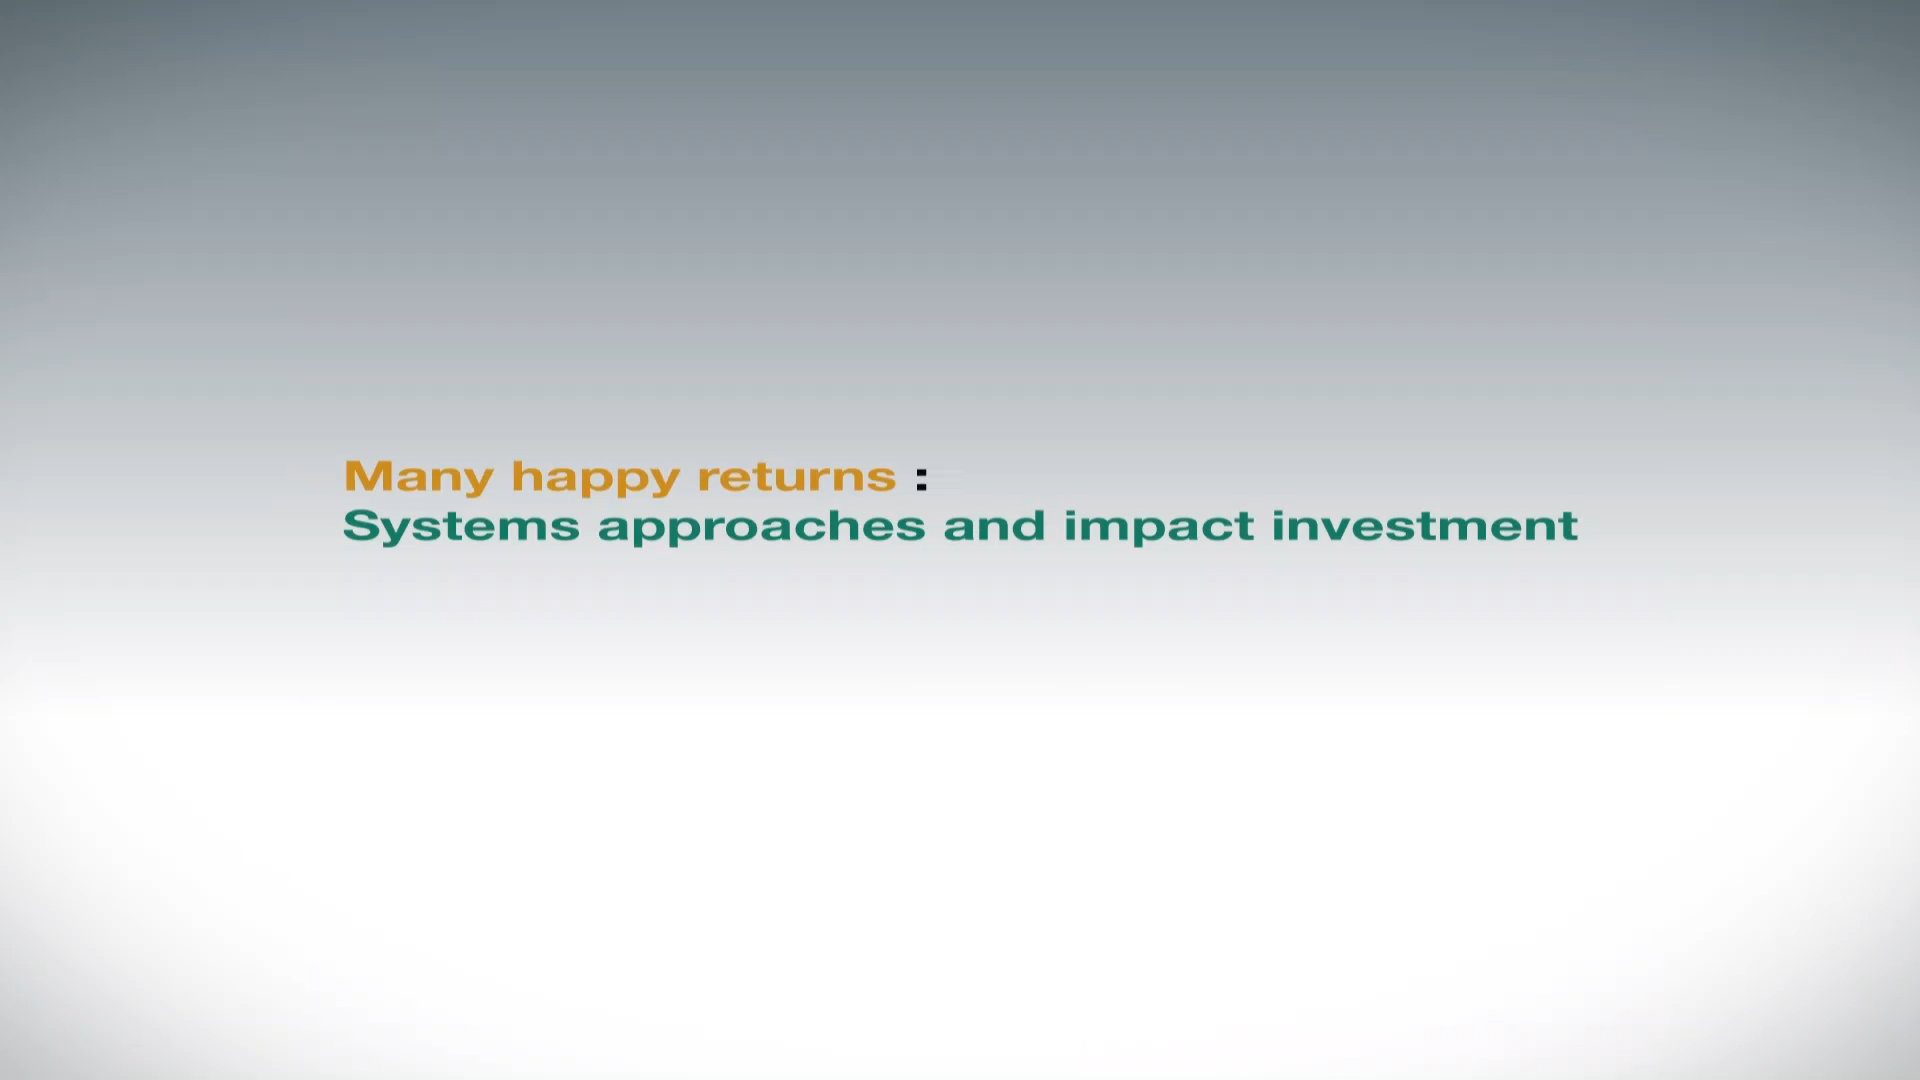 Many happy returns :
Systems approaches and impact investment